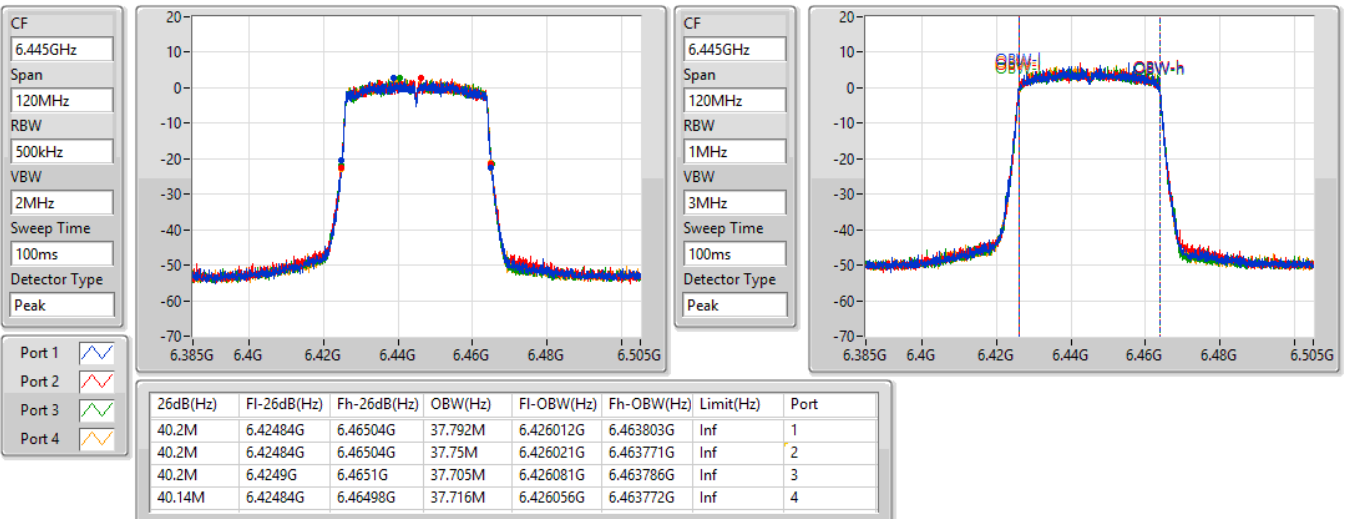 CF
6.445GHz
Span
120MHz
RBW
500kHz
VBW
2MHz
Sweep Time
100ms
Detector Type
Peak
20
10
0
-10
-20
-30
-40
-50
-60
-70
6.385G 6.4G 6.42G 6.44G 6.46G 6.48G 6.505G
CF
6.445GHz
Span
120MHz
RBW
1MHz
VBW
3MHz
Sweep Time
100ms
Detector Type
Peak
20
10
0
-10
-20
-30
-40
-50
-60
-70
OBW-l OBW-h
6.385G 6.4G 6.42G 6.44G 6.46G 6.48G 6.505G
Port 1
Port 2
Port 3
Port 4
26dB(Hz) Fl-26dB(Hz) Fh-26dB(Hz) OBW(Hz) Fl-OBW(Hz) Fh-OBW(Hz) Limit(Hz) Port
40.2M 6.42484G 6.46504G 37.792M 6.426012G 6.463803G Inf 1
40.2M 6.42484G 6.46504G 37.75M 6.426021G 6.463771G Inf 2
40.2M 6.4249G 6.4651G 37.705M 6.426081G 6.463786G Inf 3
40.14M 6.42484G 6.46498G 37.716M 6.426056G 6.463772G Inf 4